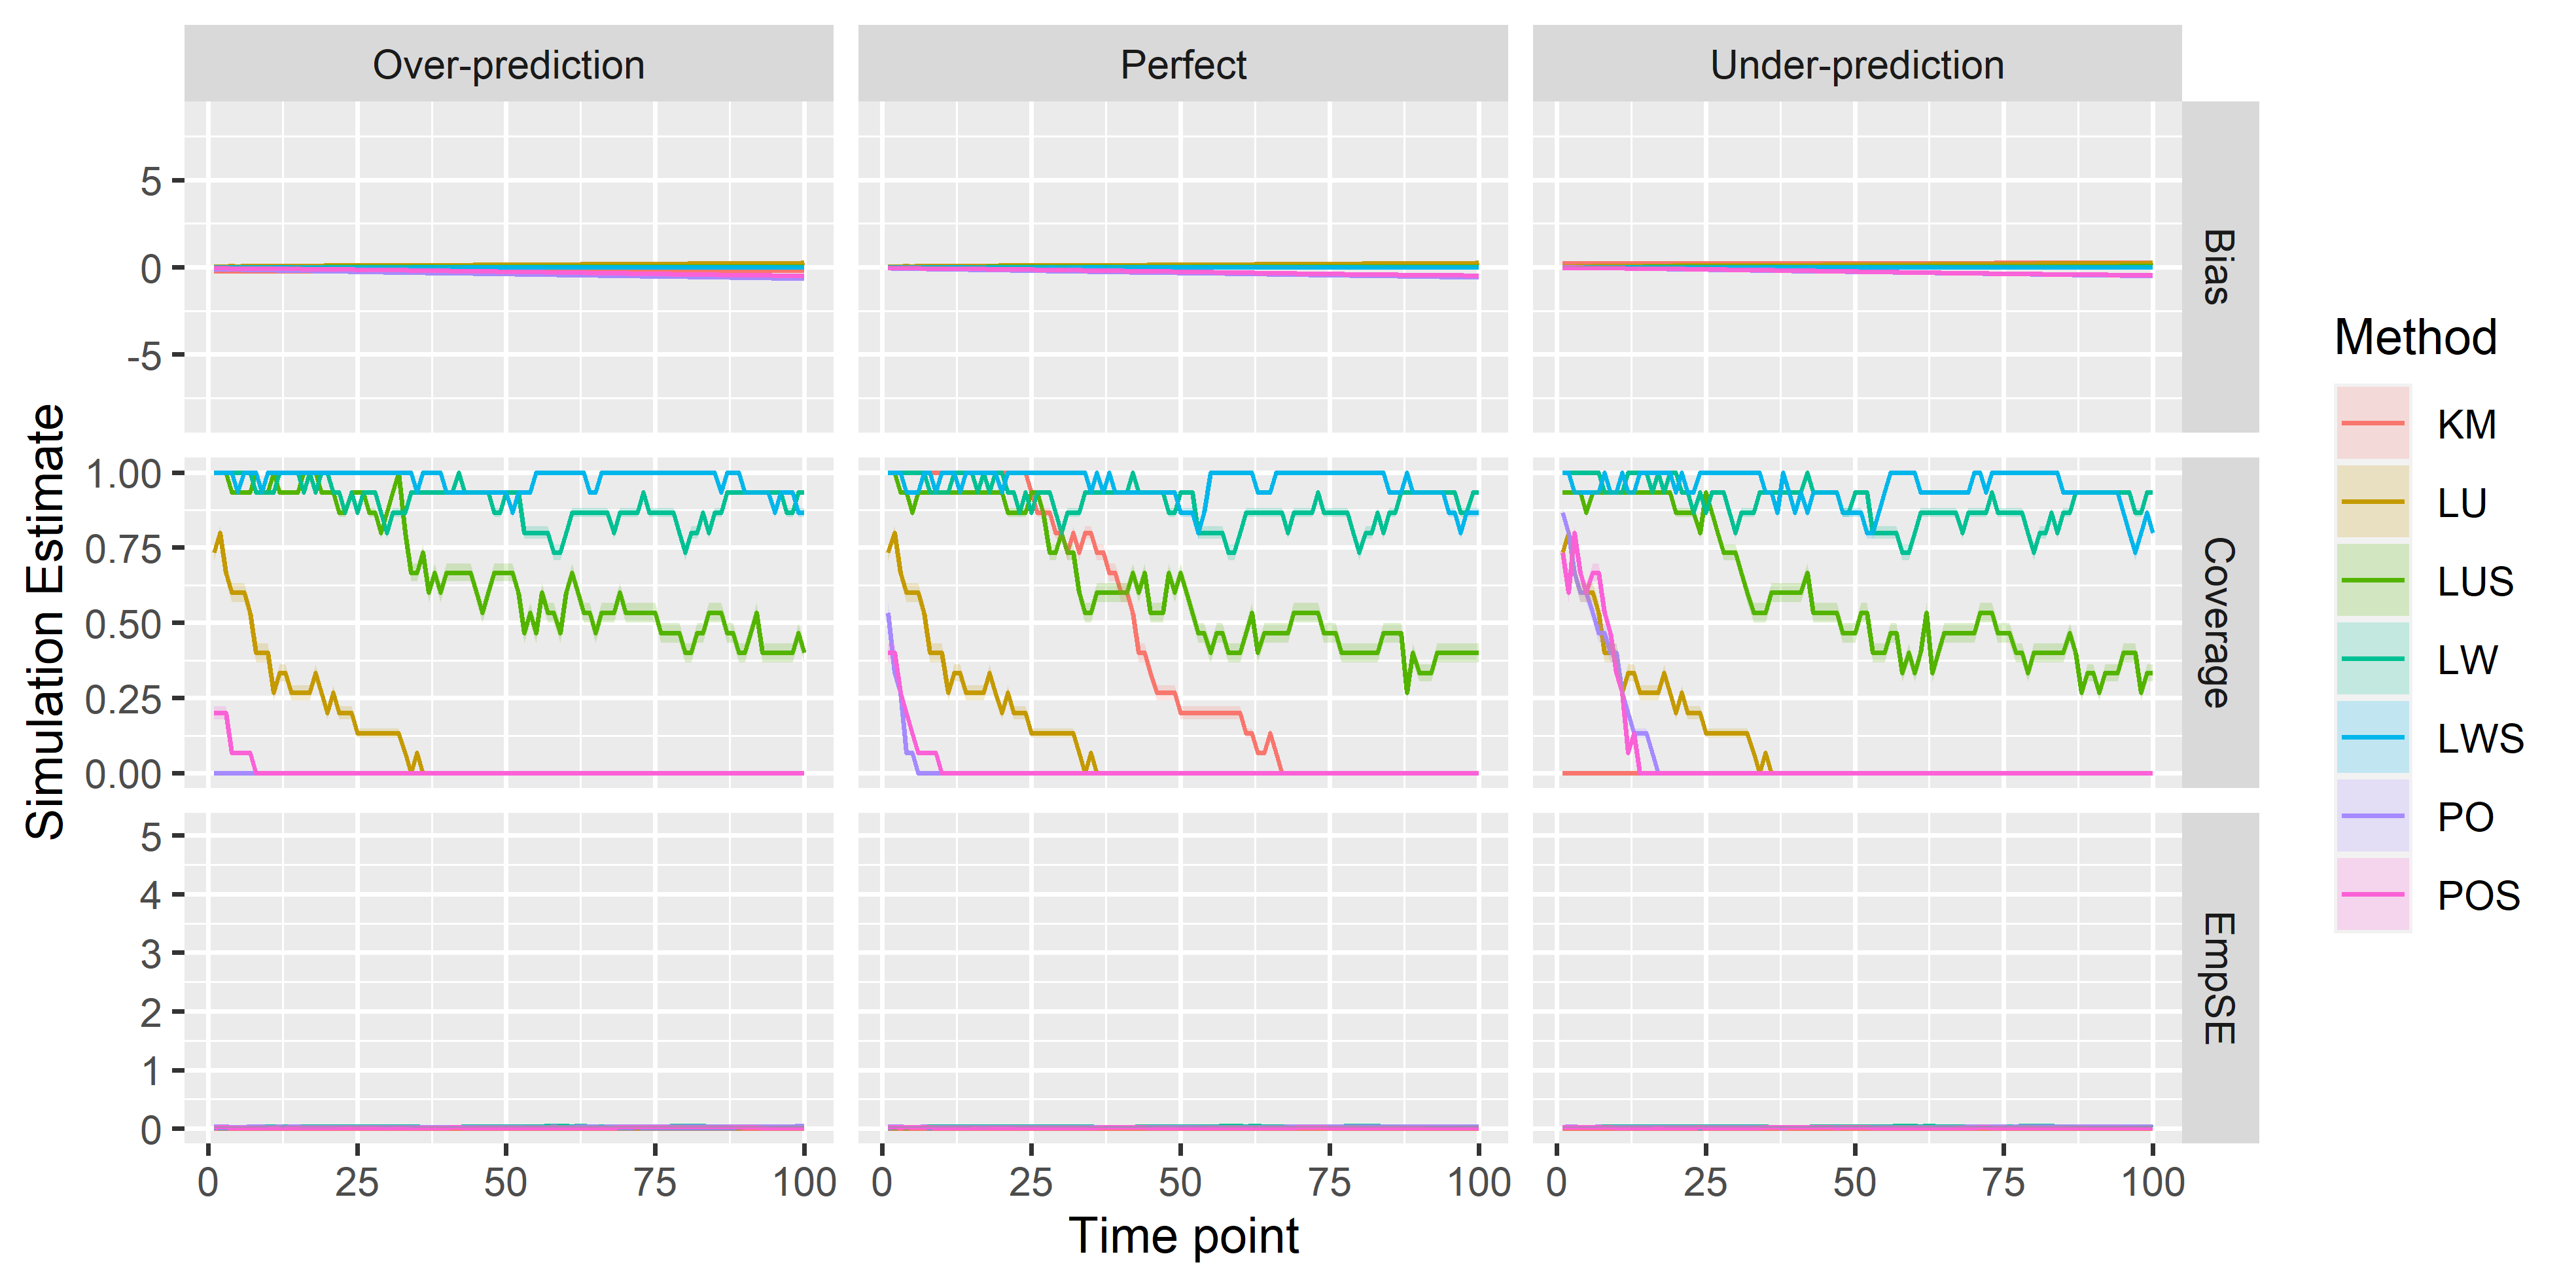 Over-prediction
Perfect
Under-prediction
Simulation Estimate
5
0
-5
Bias
1.00
0.75
0.50
0.25
0.00
Coverage
5
4
3
2
1
0
EmpSE
0 25 50 75 100
0 25 50 75 100
0 25 50 75 100
Time point
Method
KM
LU
LUS
LW
LWS
PO
POS